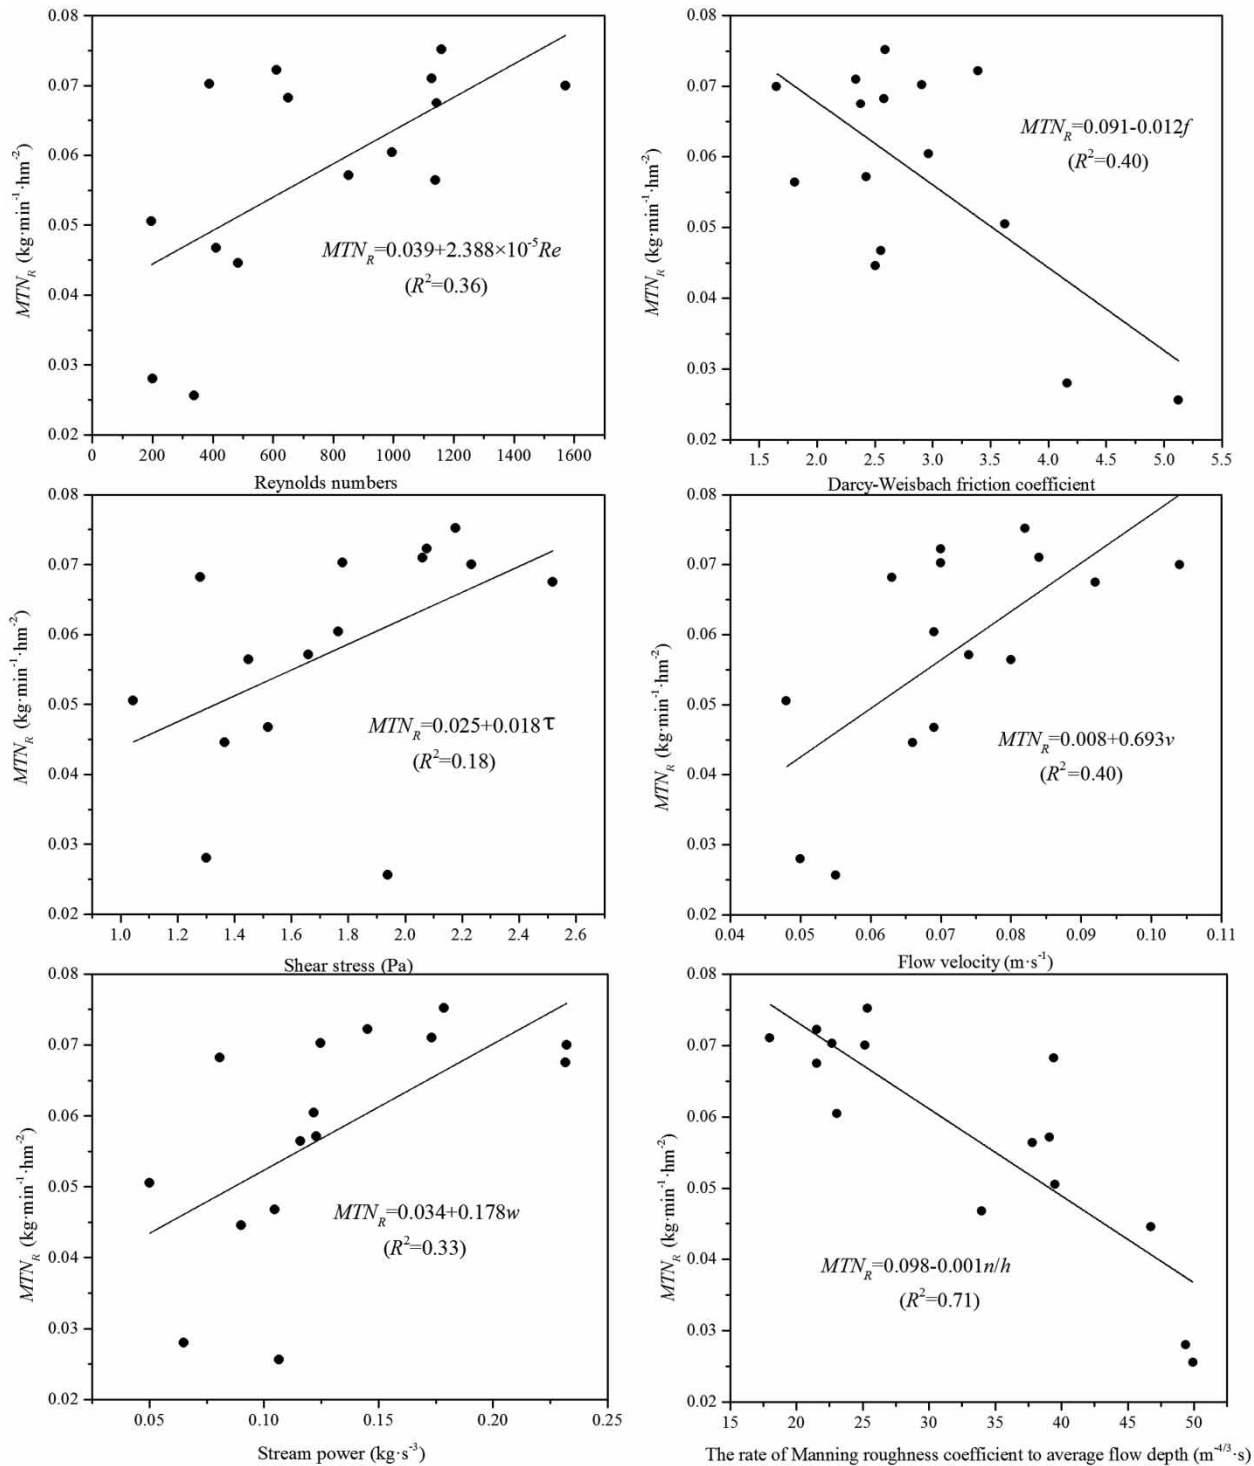 0.08
0.07
0.06
0.05
0.04
0.03
0.02
MTN_R (kg·min⁻¹·hm⁻²)
MTN_R=0.039+2.388×10⁻⁵Re
(R²=0.36)
0 200 400 600 800 1000 1200 1400 1600
Reynolds numbers
0.08
0.07
0.06
0.05
0.04
0.03
0.02
MTN_R (kg·min⁻¹·hm⁻²)
MTN_R=0.091-0.012f
(R²=0.40)
1.5 2.0 2.5 3.0 3.5 4.0 4.5 5.0 5.5
Darcy-Weisbach friction coefficient
0.08
0.07
0.06
0.05
0.04
0.03
0.02
MTN_R (kg·min⁻¹·hm⁻²)
MTN_R=0.025+0.018τ
(R²=0.18)
1.0 1.2 1.4 1.6 1.8 2.0 2.2 2.4 2.6
Shear stress (Pa)
0.08
0.07
0.06
0.05
0.04
0.03
0.02
MTN_R (kg·min⁻¹·hm⁻²)
MTN_R=0.008+0.693v
(R²=0.40)
0.04 0.05 0.06 0.07 0.08 0.09 0.10 0.11
Flow velocity (m·s⁻¹)
0.08
0.07
0.06
0.05
0.04
0.03
0.02
MTN_R (kg·min⁻¹·hm⁻²)
MTN_R=0.034+0.178w
(R²=0.33)
0.05 0.10 0.15 0.20 0.25
Stream power (kg·s⁻³)
0.08
0.07
0.06
0.05
0.04
0.03
0.02
MTN_R (kg·min⁻¹·hm⁻²)
MTN_R=0.098-0.001n/h
(R²=0.71)
15 20 25 30 35 40 45 50
The rate of Manning roughness coefficient to average flow depth (m⁻⁴ᐟ³·s)